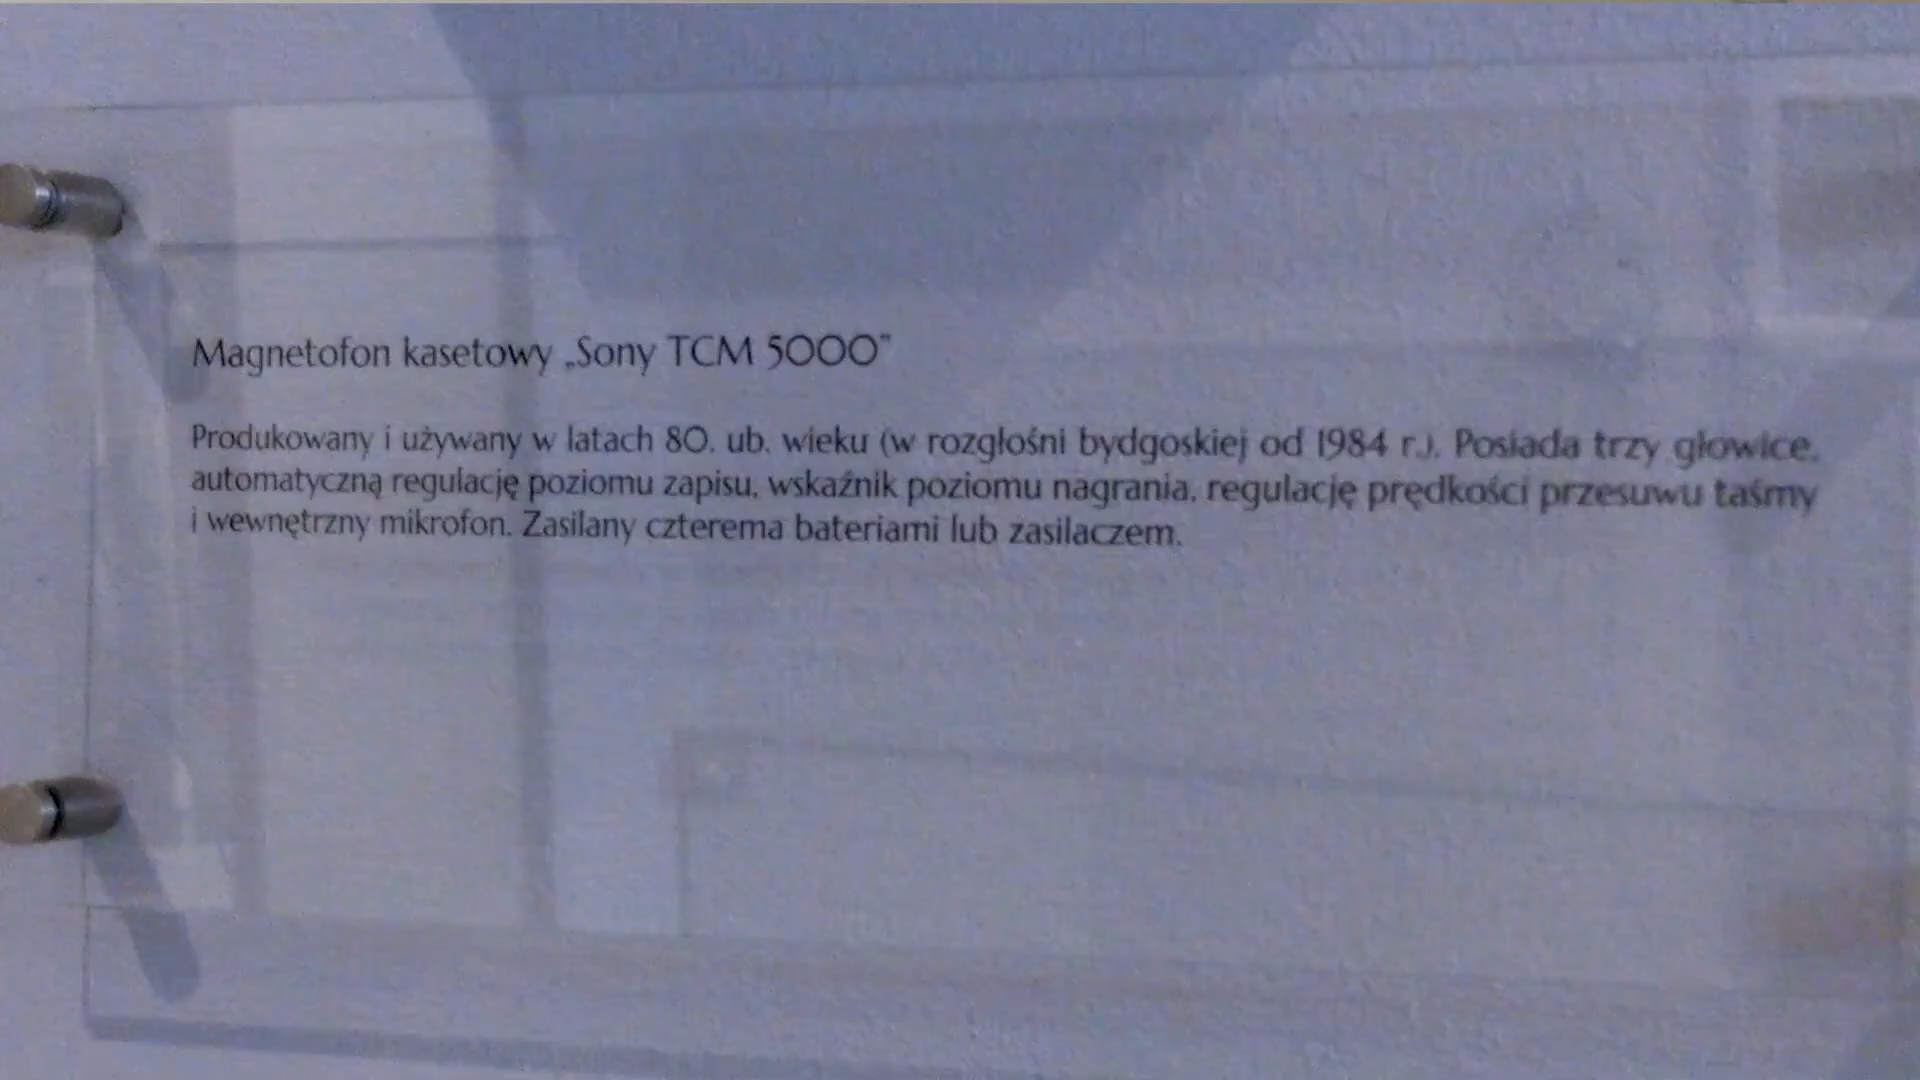 Magnetofon kasetowy „Sony TCM 5000”
Produkowany i używany w latach 80. ub. wieku (w rozgłośni bydgoskiej od 1984 r.). Posiada trzy głowice,
automatyczną regulację poziomu zapisu, wskaźnik poziomu nagrania, regulację prędkości przesuwu taśmy
i wewnętrzny mikrofon. Zasilany czterema bateriami lub zasilaczem.